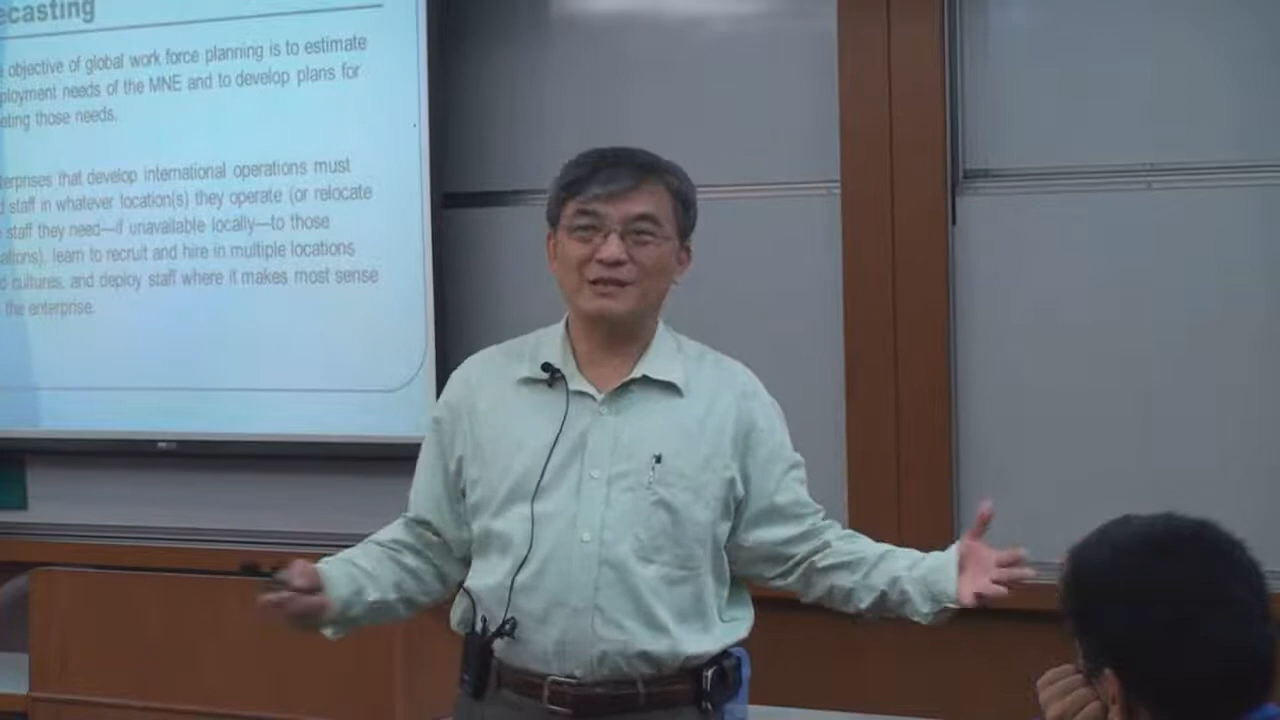 ecasting
objective of global work force planning is to estimate
ployment needs of the MNE and to develop plans for
eting those needs.
erprises that develop international operations must
d staff in whatever location(s) they operate (or relocate
e staff they need—if unavailable locally—to those
ations), learn to recruit and hire in multiple locations
d cultures, and deploy staff where it makes most sense
the enterprise.